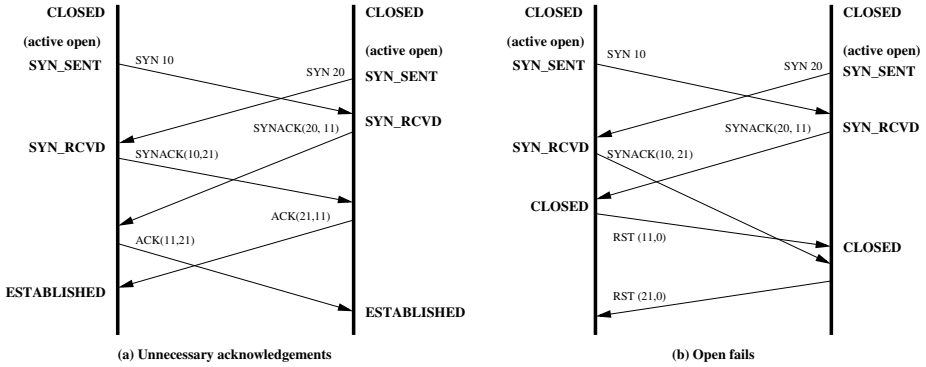 CLOSED
(active open)
SYN_SENT
SYN 10
SYN_RCVD
SYNACK(10,21)
ACK(11,21)
ESTABLISHED
CLOSED
(active open)
SYN 20
SYN_SENT
SYNACK(20, 11)
SYN_RCVD
ACK(21,11)
ESTABLISHED
(a) Unnecessary acknowledgements
CLOSED
(active open)
SYN_SENT
SYN 10
SYN_RCVD
SYNACK(10, 21)
CLOSED
RST (11,0)
RST (21,0)
CLOSED
(active open)
SYN 20
SYN_SENT
SYNACK(20, 11)
SYN_RCVD
CLOSED
(b) Open fails